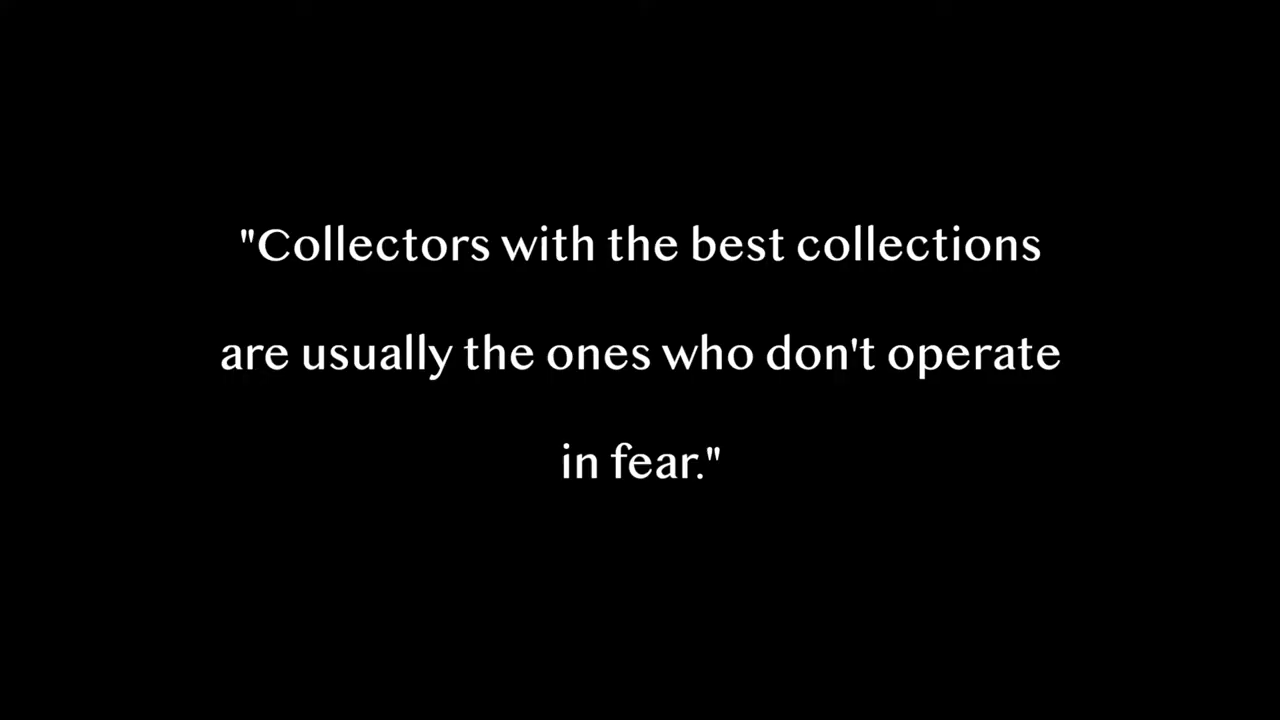 "Collectors with the best collections
are usually the ones who don't operate
in fear."